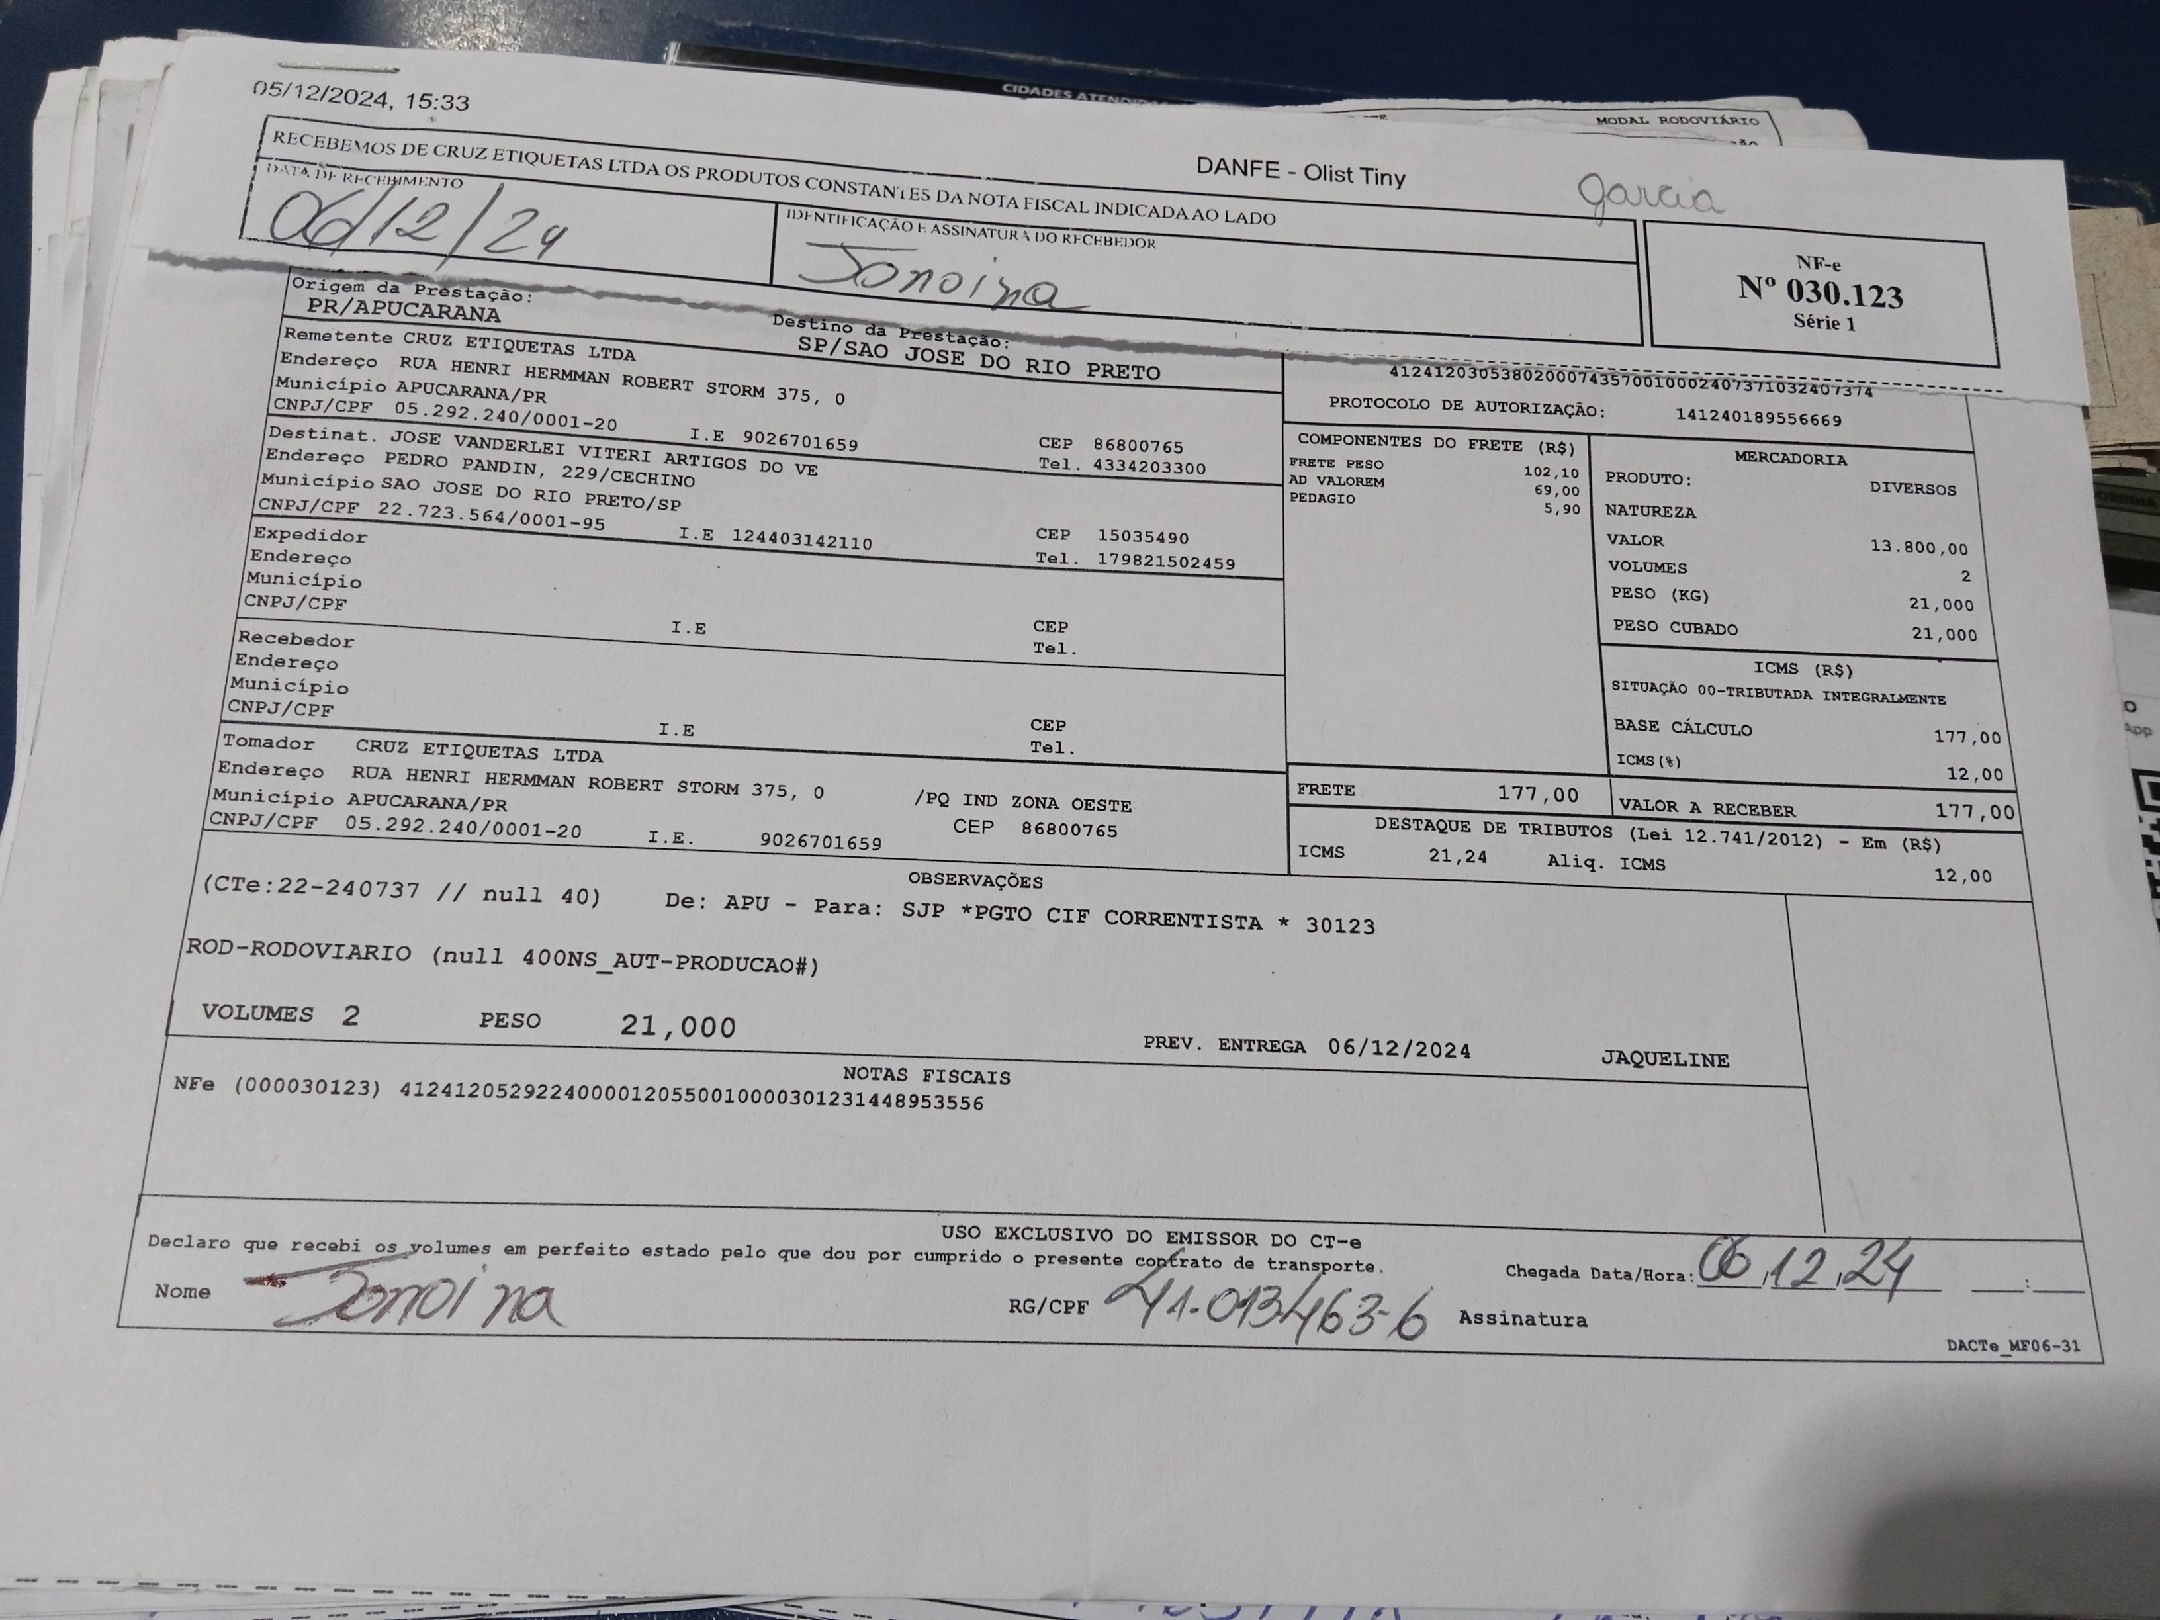 CIDADES ATENDIDAS
MODAL RODOVIÁRIO
05/12/2024, 15:33
DANFE - Olist Tiny
garcia
RECEBEMOS DE CRUZ ETIQUETAS LTDA OS PRODUTOS CONSTANTES DA NOTA FISCAL INDICADA AO LADO
DATA DE RECEBIMENTO
06/12/24
IDENTIFICAÇÃO E ASSINATURA DO RECEBEDOR
Janaina
NF-e
Nº 030.123
Série 1
Origem da Prestação:
PR/APUCARANA
Destino da Prestação:
SP/SAO JOSE DO RIO PRETO
Remetente CRUZ ETIQUETAS LTDA
Endereço RUA HENRI HERMMAN ROBERT STORM 375, 0
Município APUCARANA/PR CEP 86800765
CNPJ/CPF 05.292.240/0001-20 I.E 9026701659 Tel. 4334203300
Destinat. JOSE VANDERLEI VITERI ARTIGOS DO VE
Endereço PEDRO PANDIN, 229/CECHINO
Município SAO JOSE DO RIO PRETO/SP CEP 15035490
CNPJ/CPF 22.723.564/0001-95 I.E 124403142110 Tel. 179821502459
Expedidor
Endereço
Município CEP
CNPJ/CPF I.E Tel.
Recebedor
Endereço
Município CEP
CNPJ/CPF I.E Tel.
Tomador CRUZ ETIQUETAS LTDA
Endereço RUA HENRI HERMMAN ROBERT STORM 375, 0 /PQ IND ZONA OESTE
Município APUCARANA/PR CEP 86800765
CNPJ/CPF 05.292.240/0001-20 I.E. 9026701659
41241203053802000743570010002407371032407374
PROTOCOLO DE AUTORIZAÇÃO: 141240189556669
COMPONENTES DO FRETE (R$)
FRETE PESO 102,10
AD VALOREM 69,00
PEDAGIO 5,90
MERCADORIA
PRODUTO: DIVERSOS
NATUREZA
VALOR 13.800,00
VOLUMES 2
PESO (KG) 21,000
PESO CUBADO 21,000
ICMS (R$)
SITUAÇÃO 00-TRIBUTADA INTEGRALMENTE
BASE CÁLCULO 177,00
ICMS(%) 12,00
FRETE 177,00 VALOR A RECEBER 177,00
DESTAQUE DE TRIBUTOS (Lei 12.741/2012) - Em (R$)
ICMS 21,24 Aliq. ICMS 12,00
OBSERVAÇÕES
(CTe:22-240737 // null 40) De: APU - Para: SJP *PGTO CIF CORRENTISTA * 30123
ROD-RODOVIARIO (null 400NS_AUT-PRODUCAO#)
VOLUMES 2 PESO 21,000 PREV. ENTREGA 06/12/2024 JAQUELINE
NOTAS FISCAIS
NFe (000030123) 41241205292240000120550010000301231448953556
USO EXCLUSIVO DO EMISSOR DO CT-e
Declaro que recebi os volumes em perfeito estado pelo que dou por cumprido o presente contrato de transporte.
Chegada Data/Hora: 06,12,24 :
Nome Janaina RG/CPF 41.013463-6 Assinatura
DACTe_MF06-31